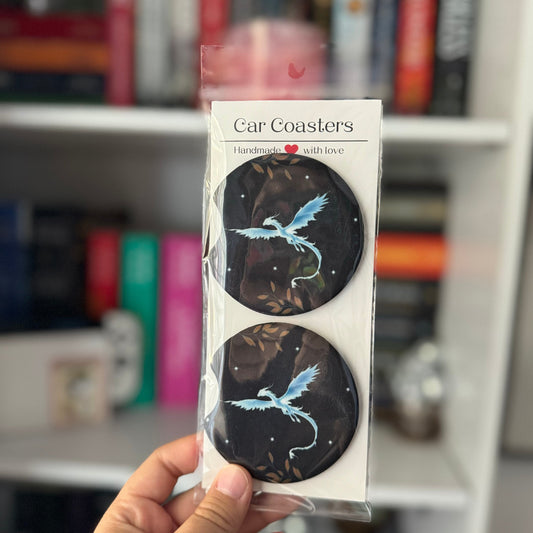 Car Coasters
Handmade ❤ with love